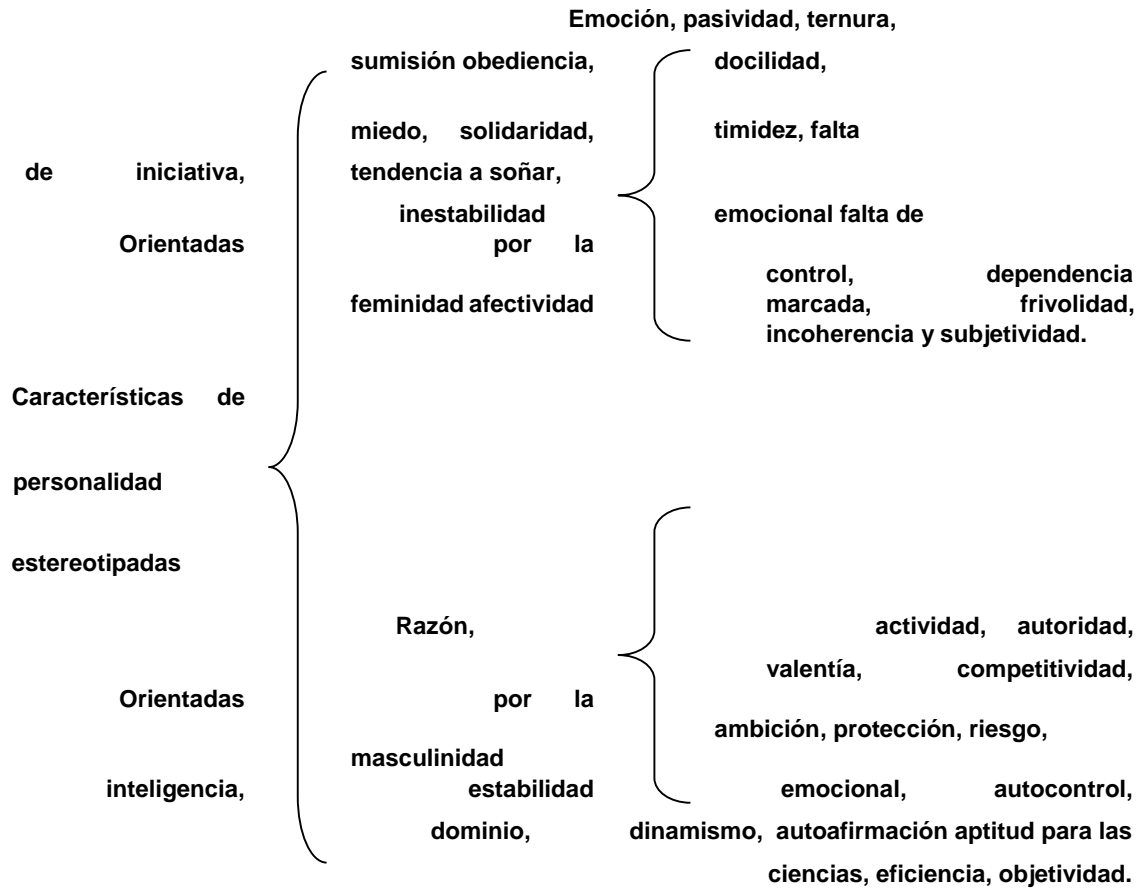 Emoción, pasividad, ternura,
sumisión obediencia, docilidad,
miedo, solidaridad, timidez, falta
de iniciativa, tendencia a soñar,
inestabilidad emocional falta de
Orientadas por la
control, dependencia
feminidad afectividad marcada, frivolidad,
incoherencia y subjetividad.
Características de
personalidad
estereotipadas
Razón, actividad, autoridad,
valentía, competitividad,
Orientadas por la
ambición, protección, riesgo,
masculinidad
inteligencia, estabilidad emocional, autocontrol,
dominio, dinamismo, autoafirmación aptitud para las
ciencias, eficiencia, objetividad.